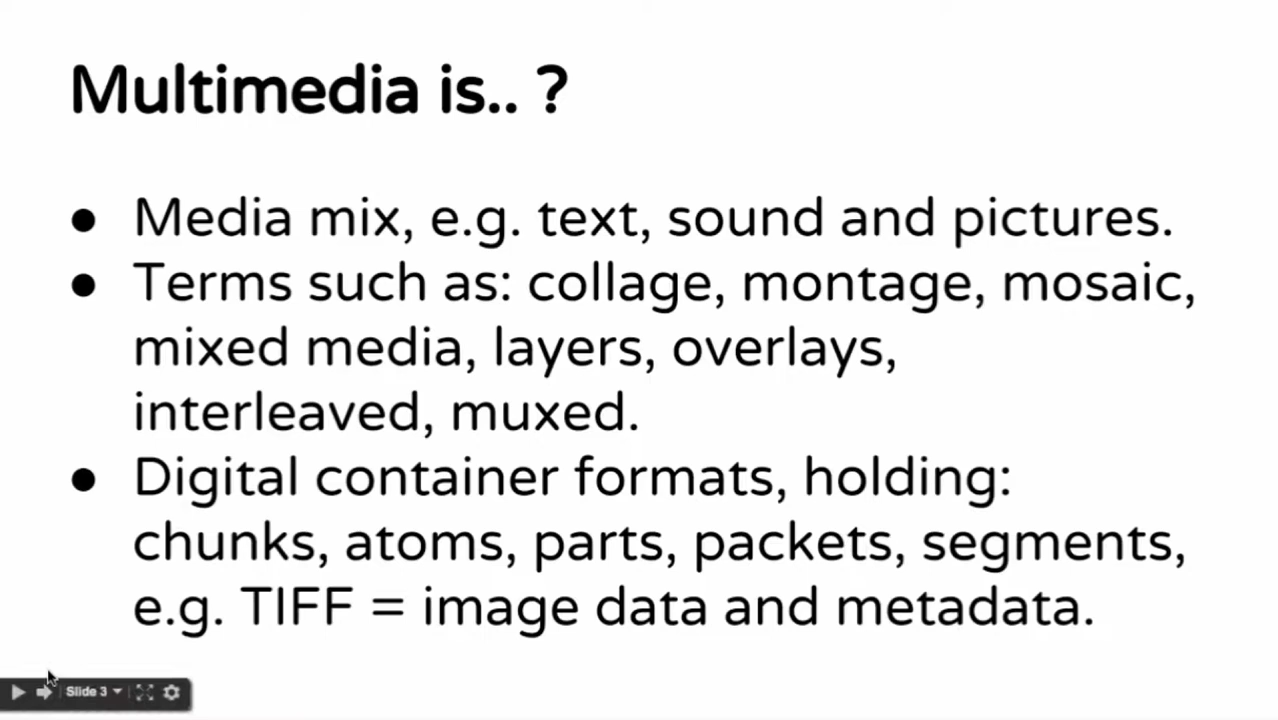 Multimedia is.. ?
● Media mix, e.g. text, sound and pictures.
● Terms such as: collage, montage, mosaic,
mixed media, layers, overlays,
interleaved, muxed.
● Digital container formats, holding:
chunks, atoms, parts, packets, segments,
e.g. TIFF = image data and metadata.
Slide 3